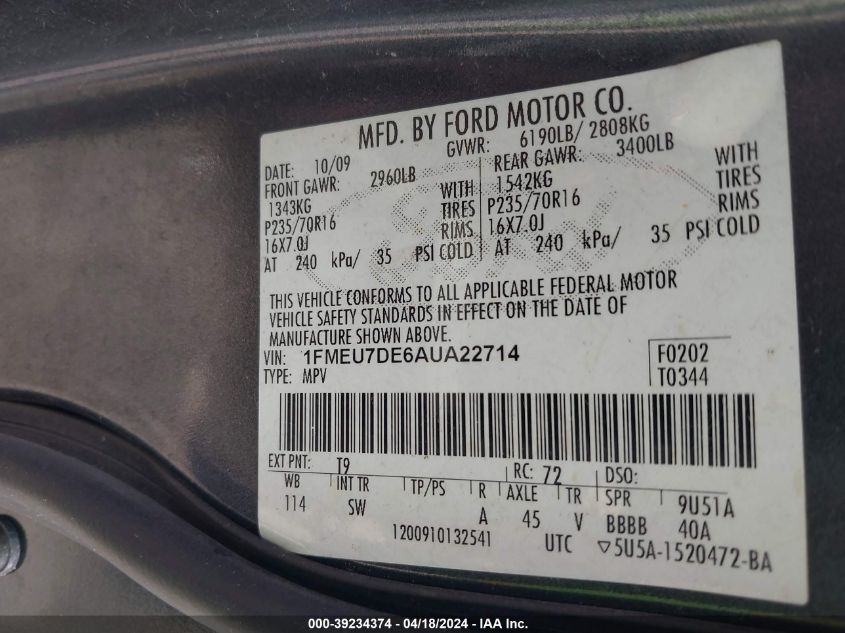 MFD. BY FORD MOTOR CO.
DATE: 10/09 GVWR: 6190LB/ 2808KG
FRONT GAWR: 2960LB REAR GAWR: 3400LB
1343KG WITH 1542KG WITH
P235/70R16 TIRES P235/70R16 TIRES
16X7.0J RIMS 16X7.0J RIMS
AT 240 kPa/ 35 PSI COLD AT 240 kPa/ 35 PSI COLD
THIS VEHICLE CONFORMS TO ALL APPLICABLE FEDERAL MOTOR
VEHICLE SAFETY STANDARDS IN EFFECT ON THE DATE OF
MANUFACTURE SHOWN ABOVE.
VIN: 1FMEU7DE6AUA22714 F0202
TYPE: MPV T0344
EXT PNT: T9 RC: 72 DSO:
WB INT TR TP/PS R AXLE TR SPR 9U51A
114 SW A 45 V BBBB 40A
1200910132541 UTC ▽5U5A-1520472-BA
000-39234374 - 04/18/2024 - IAA Inc.